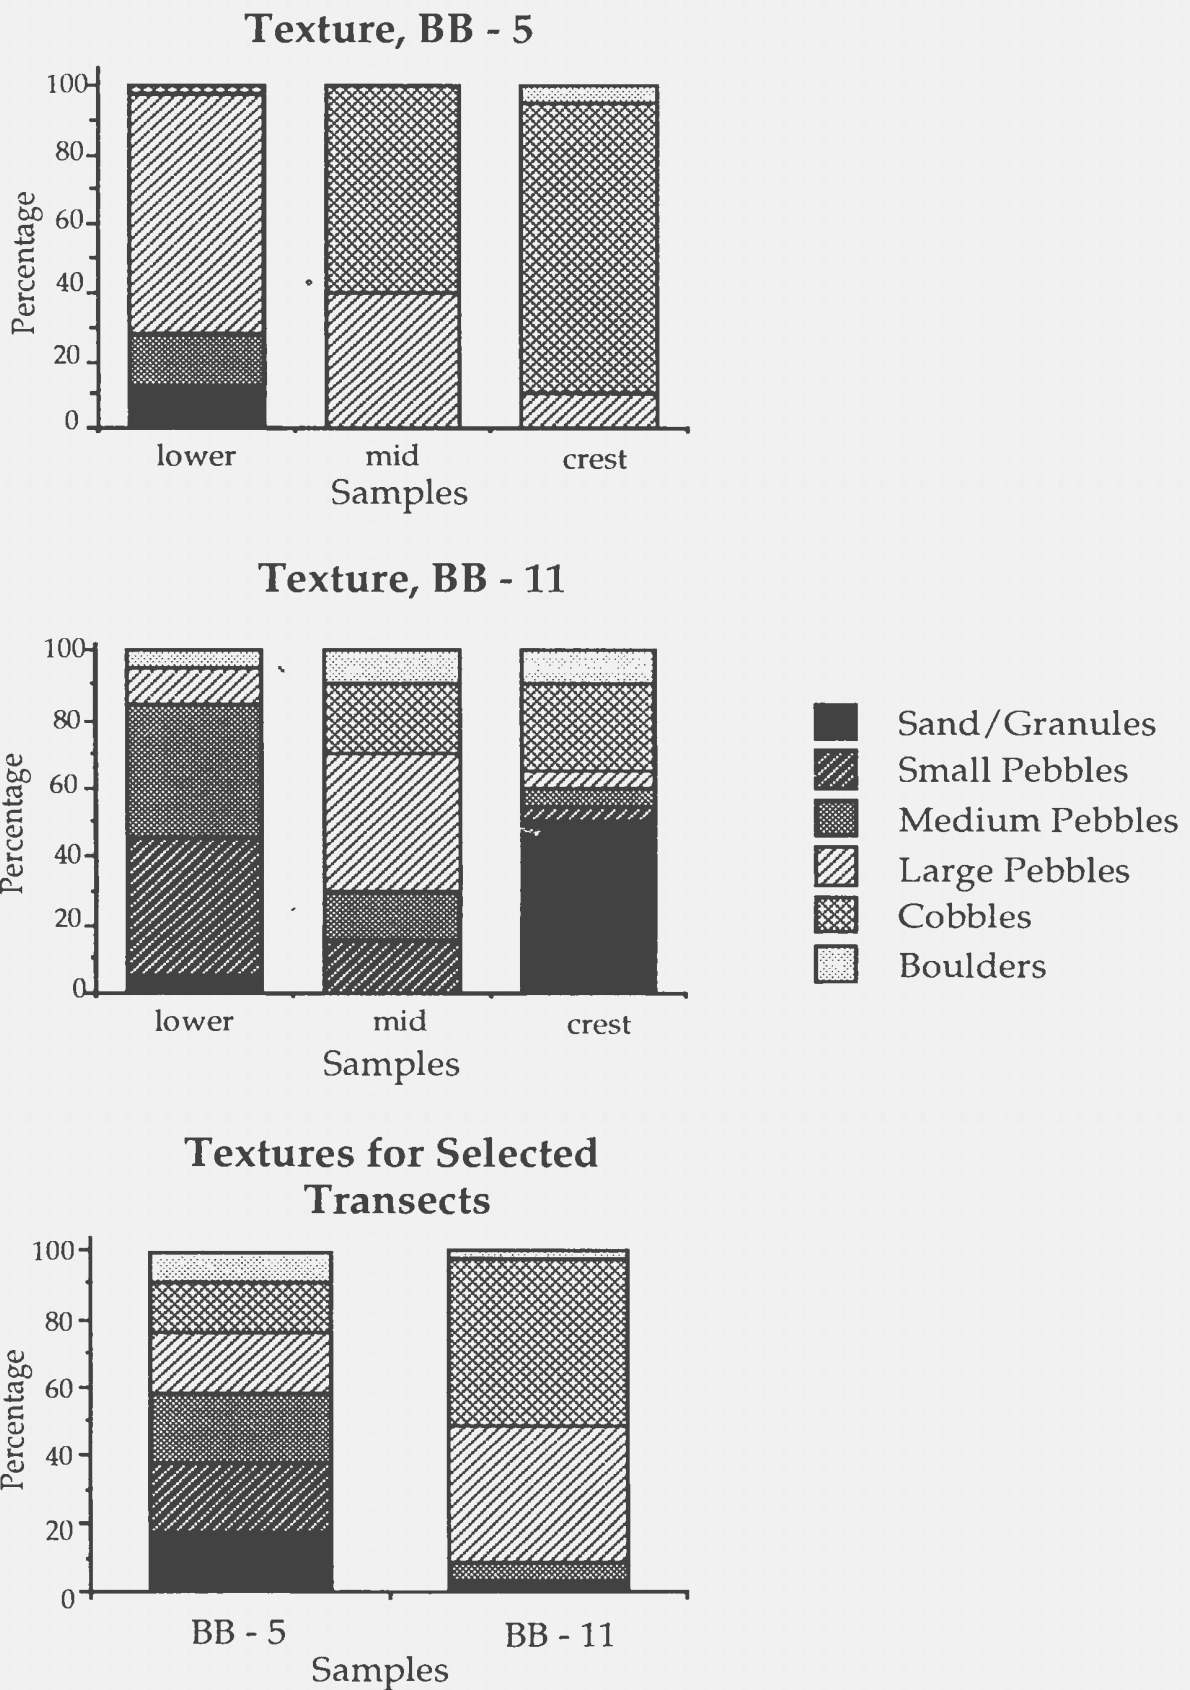 Texture, BB - 5
100
80
60
40
20
0
Percentage
lower
mid
crest
Samples
Texture, BB - 11
100
80
60
40
20
0
Percentage
lower
mid
crest
Samples
Sand/Granules
Small Pebbles
Medium Pebbles
Large Pebbles
Cobbles
Boulders
Textures for Selected
Transects
100
80
60
40
20
0
Percentage
BB - 5
BB - 11
Samples